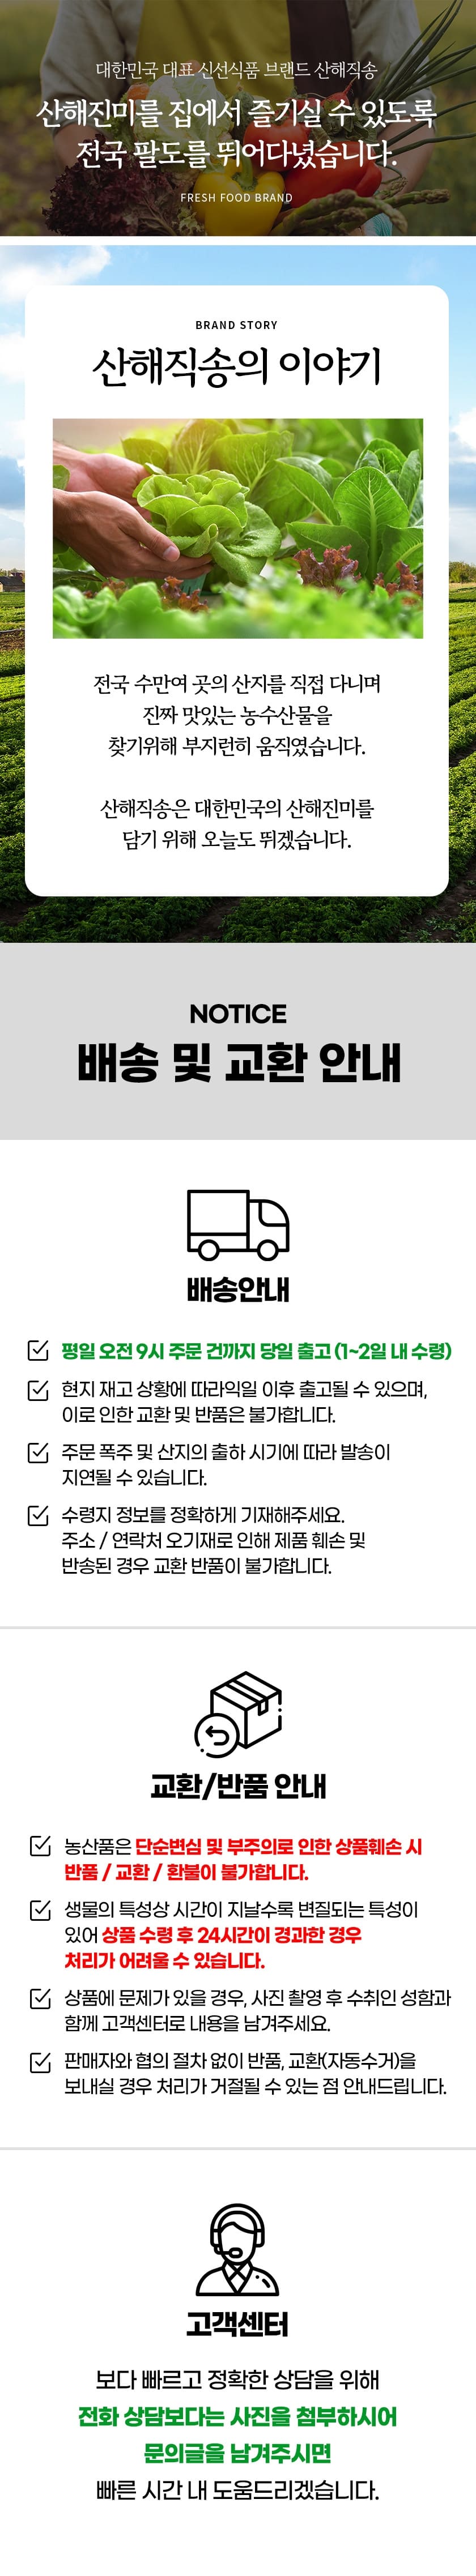 대한민국 대표 신선식품 브랜드 산해직송
산해진미를 집에서 즐기실 수 있도록
전국 팔도를 뛰어다녔습니다.
FRESH FOOD BRAND
BRAND STORY
산해직송의 이야기
전국 수만여 곳의 산지를 직접 다니며
진짜 맛있는 농수산물을
찾기위해 부지런히 움직였습니다.
산해직송은 대한민국의 산해진미를
담기 위해 오늘도 뛰겠습니다.
NOTICE
배송 및 교환 안내
배송안내
평일 오전 9시 주문 건까지 당일 출고 (1~2일 내 수령)
현지 재고 상황에 따라익일 이후 출고될 수 있으며,
이로 인한 교환 및 반품은 불가합니다.
주문 폭주 및 산지의 출하 시기에 따라 발송이
지연될 수 있습니다.
수령지 정보를 정확하게 기재해주세요.
주소 / 연락처 오기재로 인해 제품 훼손 및
반송된 경우 교환 반품이 불가합니다.
교환/반품 안내
농산품은 단순변심 및 부주의로 인한 상품훼손 시
반품 / 교환 / 환불이 불가합니다.
생물의 특성상 시간이 지날수록 변질되는 특성이
있어 상품 수령 후 24시간이 경과한 경우
처리가 어려울 수 있습니다.
상품에 문제가 있을 경우, 사진 촬영 후 수취인 성함과
함께 고객센터로 내용을 남겨주세요.
판매자와 협의 절차 없이 반품, 교환(자동수거)을
보내실 경우 처리가 거절될 수 있는 점 안내드립니다.
고객센터
보다 빠르고 정확한 상담을 위해
전화 상담보다는 사진을 첨부하시어
문의글을 남겨주시면
빠른 시간 내 도움드리겠습니다.